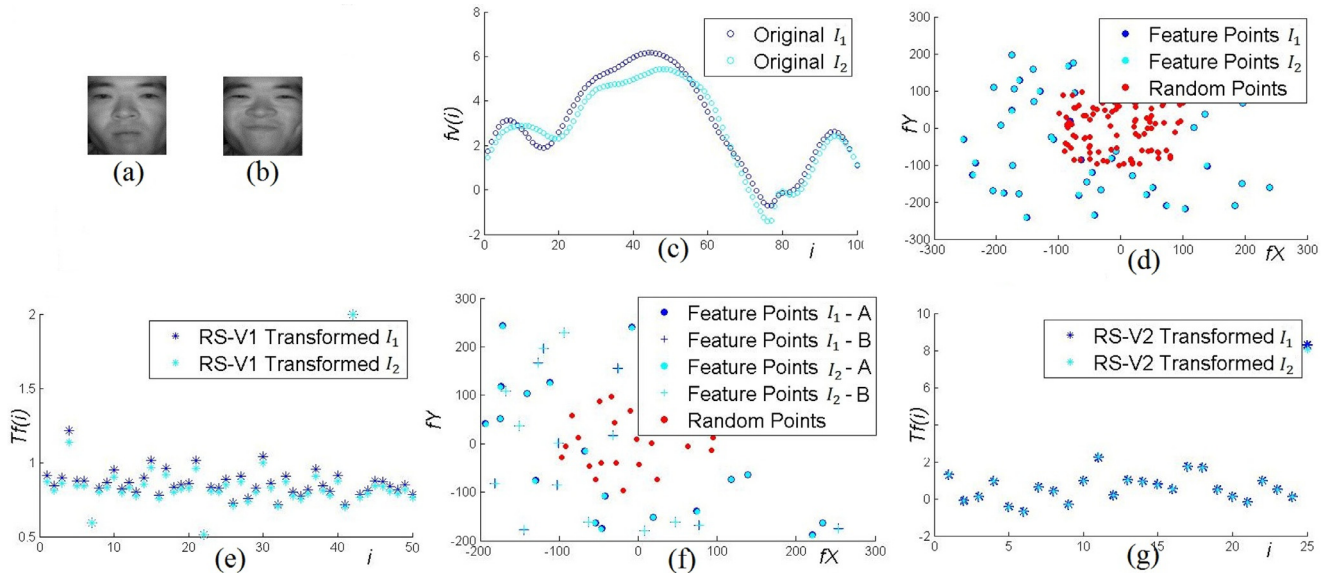 (a)
(b)
8
6
4
2
0
-2
fv(i)
0
20
40
60
80
100
i
Original I₁
Original I₂
(c)
300
200
100
0
-100
-200
-300
fY
-300
-200
-100
0
100
200
300
fX
Feature Points I₁
Feature Points I₂
Random Points
(d)
2
1.5
1
0.5
Tf(i)
0
10
20
30
40
50
i
RS-V1 Transformed I₁
RS-V1 Transformed I₂
(e)
300
200
100
0
-100
-200
fY
-200
-100
0
100
200
300
fX
Feature Points I₁ - A
Feature Points I₁ - B
Feature Points I₂ - A
Feature Points I₂ - B
Random Points
(f)
10
8
6
4
2
0
-2
Tf(i)
0
5
10
15
20
25
i
RS-V2 Transformed I₁
RS-V2 Transformed I₂
(g)